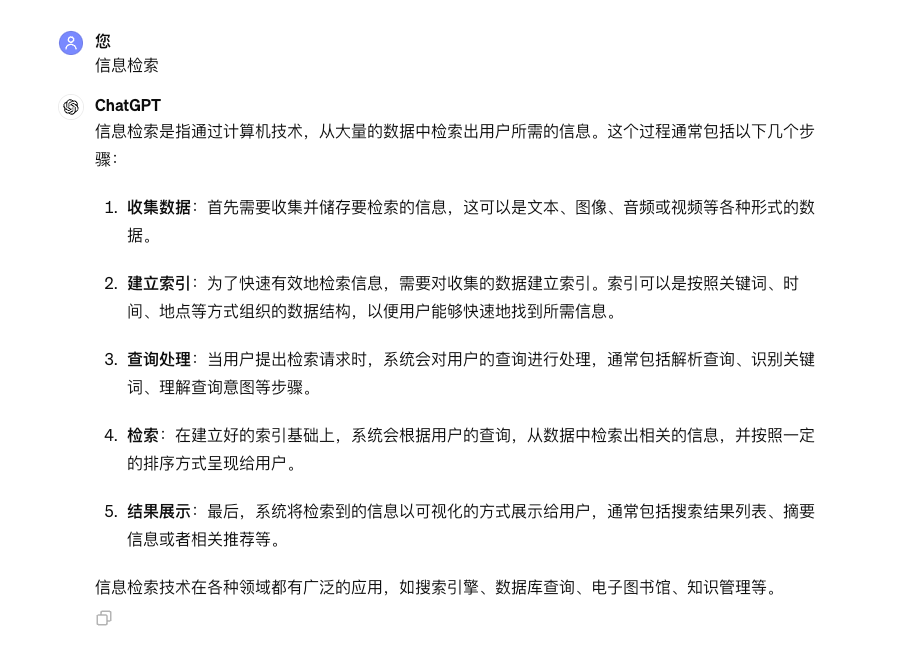 您
信息检索
ChatGPT
信息检索是指通过计算机技术，从大量的数据中检索出用户所需的信息。这个过程通常包括以下几个步
骤：
1. 收集数据：首先需要收集并储存要检索的信息，这可以是文本、图像、音频或视频等各种形式的数
据。
2. 建立索引：为了快速有效地检索信息，需要对收集的数据建立索引。索引可以是按照关键词、时
间、地点等方式组织的数据结构，以便用户能够快速地找到所需信息。
3. 查询处理：当用户提出检索请求时，系统会对用户的查询进行处理，通常包括解析查询、识别关键
词、理解查询意图等步骤。
4. 检索：在建立好的索引基础上，系统会根据用户的查询，从数据中检索出相关的信息，并按照一定
的排序方式呈现给用户。
5. 结果展示：最后，系统将检索到的信息以可视化的方式展示给用户，通常包括搜索结果列表、摘要
信息或者相关推荐等。
信息检索技术在各种领域都有广泛的应用，如搜索引擎、数据库查询、电子图书馆、知识管理等。